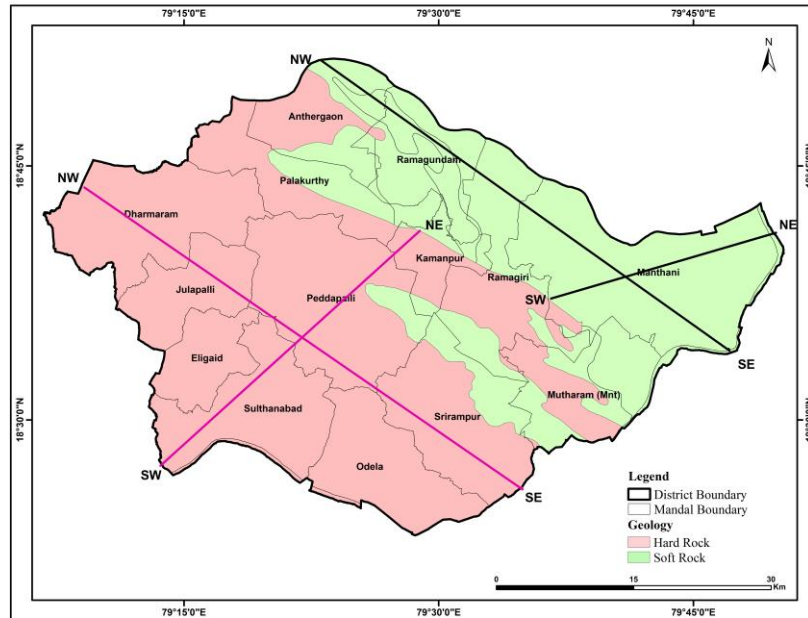 79°15'0"E 79°30'0"E 79°45'0"E
N
NW
Anthergaon
18°45'0"N
Ramagundam
NW
Palakurthy
Dharmaram
NE
NE
Kamanpur
Manthani
Ramagiri
Julapalli
Peddapalli
SW
Eligaid
SE
Mutharam (Mnt)
Sulthanabad
Srirampur
18°30'0"N
Odela
SW
SE
Legend
District Boundary
Mandal Boundary
Geology
Hard Rock
Soft Rock
0 15 30
Km
79°15'0"E 79°30'0"E 79°45'0"E